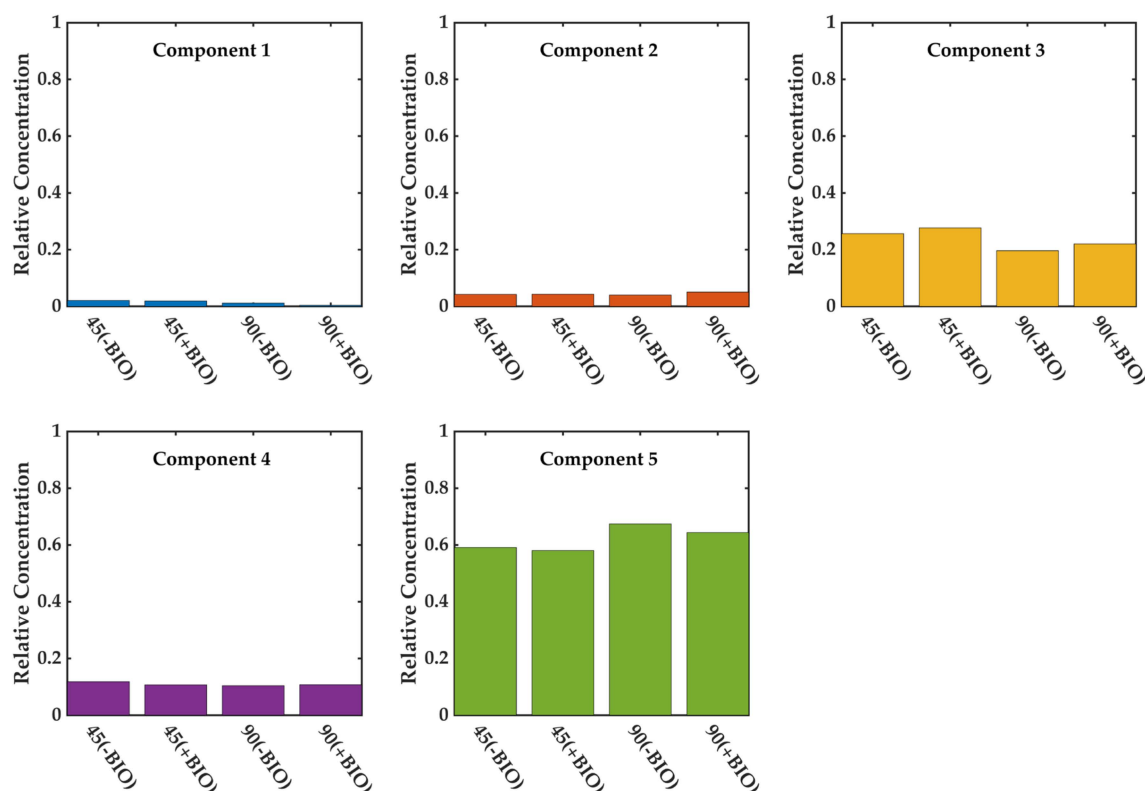 Component 1
Relative Concentration
1
0.8
0.6
0.4
0.2
0
45(-BIO)
45(+BIO)
90(-BIO)
90(+BIO)
Component 2
Relative Concentration
1
0.8
0.6
0.4
0.2
0
45(-BIO)
45(+BIO)
90(-BIO)
90(+BIO)
Component 3
Relative Concentration
1
0.8
0.6
0.4
0.2
0
45(-BIO)
45(+BIO)
90(-BIO)
90(+BIO)
Component 4
Relative Concentration
1
0.8
0.6
0.4
0.2
0
45(-BIO)
45(+BIO)
90(-BIO)
90(+BIO)
Component 5
Relative Concentration
1
0.8
0.6
0.4
0.2
0
45(-BIO)
45(+BIO)
90(-BIO)
90(+BIO)